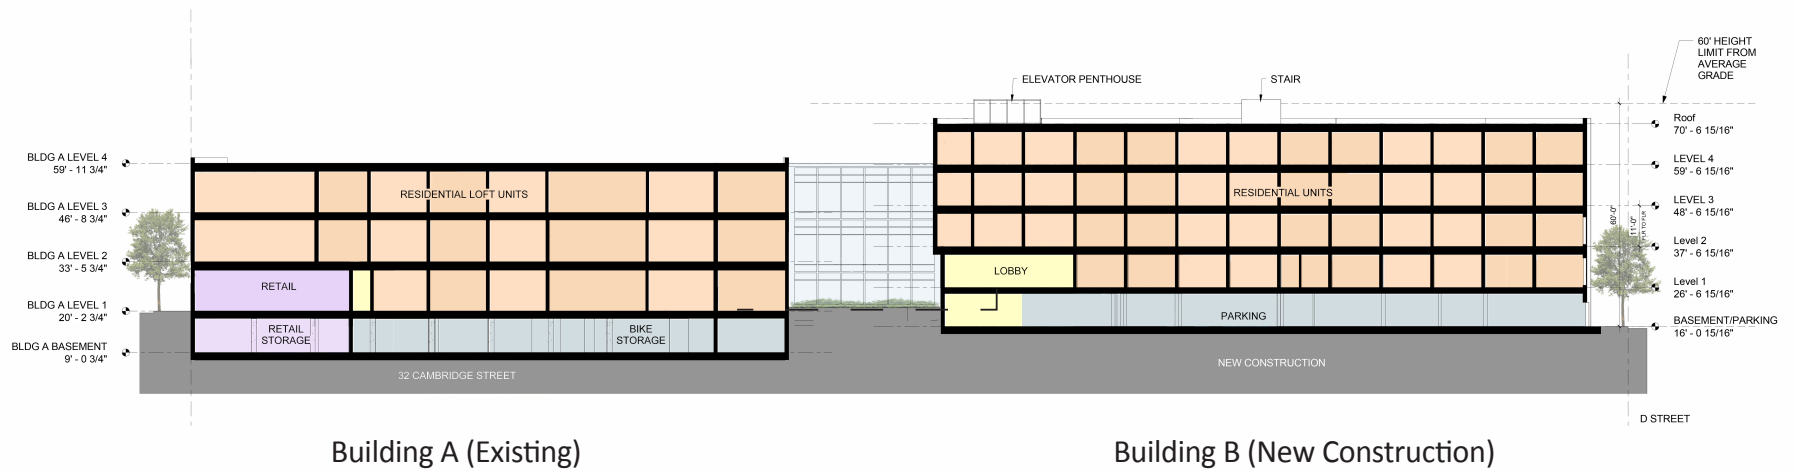 60' HEIGHT
LIMIT FROM
AVERAGE
GRADE
ELEVATOR PENTHOUSE
STAIR
BLDG A LEVEL 4
59' - 11 3/4"
BLDG A LEVEL 3
46' - 8 3/4"
BLDG A LEVEL 2
33' - 5 3/4"
BLDG A LEVEL 1
20' - 2 3/4"
BLDG A BASEMENT
9' - 0 3/4"
RESIDENTIAL LOFT UNITS
RETAIL
RETAIL
STORAGE
BIKE
STORAGE
32 CAMBRIDGE STREET
RESIDENTIAL UNITS
LOBBY
PARKING
NEW CONSTRUCTION
60'-0"
11'-0"
FLR TO FLR
Roof
70' - 6 15/16"
LEVEL 4
59' - 6 15/16"
LEVEL 3
48' - 6 15/16"
Level 2
37' - 6 15/16"
Level 1
26' - 6 15/16"
BASEMENT/PARKING
16' - 0 15/16"
D STREET
Building A (Existing)
Building B (New Construction)